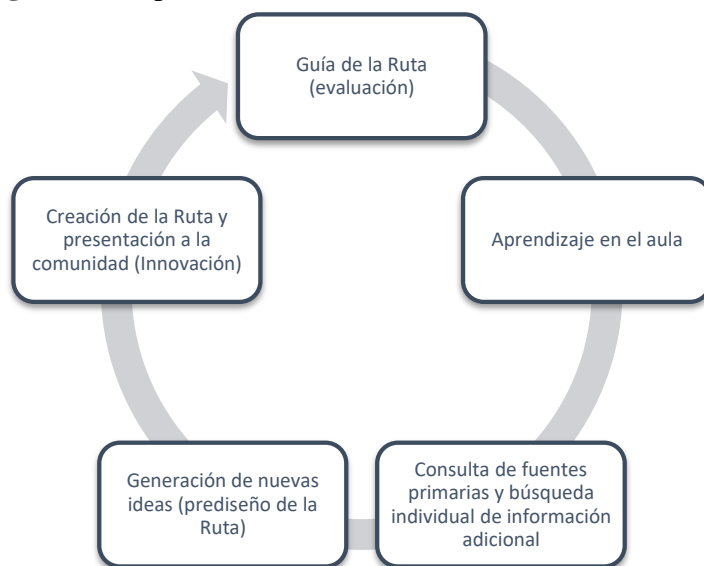 Guía de la Ruta
(evaluación)
Aprendizaje en el aula
Consulta de fuentes
primarias y búsqueda
individual de información
adicional
Generación de nuevas
ideas (prediseño de la
Ruta)
Creación de la Ruta y
presentación a la
comunidad (Innovación)